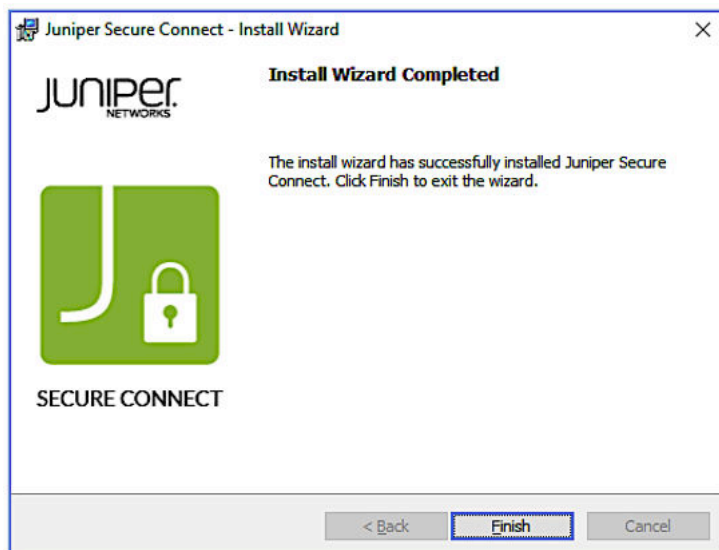 Juniper Secure Connect - Install Wizard
JUNIPEr
NETWORKS
Install Wizard Completed
The install wizard has successfully installed Juniper Secure
Connect. Click Finish to exit the wizard.
J
SECURE CONNECT
< Back
Finish
Cancel